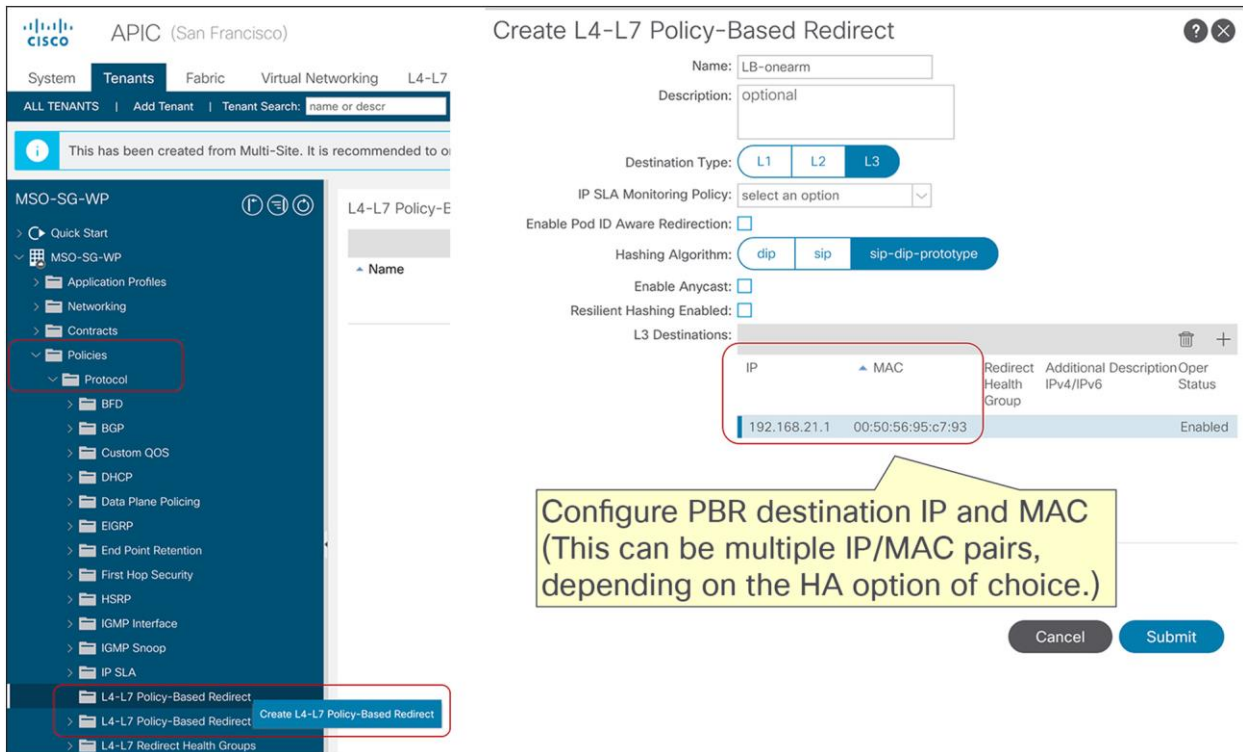 CISCO
APIC (San Francisco)
System Tenants Fabric Virtual Networking L4-L7
ALL TENANTS | Add Tenant | Tenant Search: name or descr
i This has been created from Multi-Site. It is recommended to
MSO-SG-WP
Quick Start
MSO-SG-WP
Application Profiles
Networking
Contracts
Policies
Protocol
BFD
BGP
Custom QOS
DHCP
Data Plane Policing
EIGRP
End Point Retention
First Hop Security
HSRP
IGMP Interface
IGMP Snoop
IP SLA
L4-L7 Policy-Based Redirect
L4-L7 Policy-Based Redirect
Create L4-L7 Policy-Based Redirect
L4-L7 Redirect Health Groups
L4-L7 Policy-
Name
Create L4-L7 Policy-Based Redirect
?
Name: LB-onearm
Description: optional
Destination Type: L1 L2 L3
IP SLA Monitoring Policy: select an option
Enable Pod ID Aware Redirection:
Hashing Algorithm: dip sip sip-dip-prototype
Enable Anycast:
Resilient Hashing Enabled:
L3 Destinations:
IP MAC Redirect Health Group Additional Description IPv4/IPv6 Oper Status
192.168.21.1 00:50:56:95:c7:93 Enabled
Configure PBR destination IP and MAC
(This can be multiple IP/MAC pairs,
depending on the HA option of choice.)
Cancel Submit